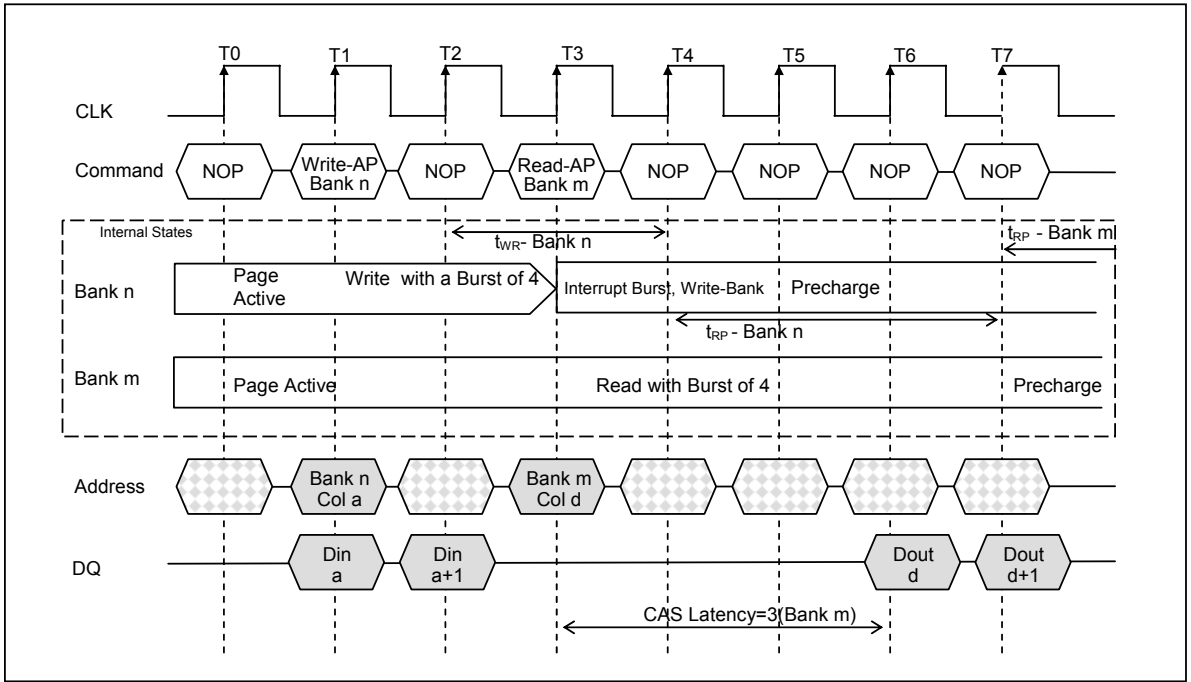 T0 T1 T2 T3 T4 T5 T6 T7
CLK
Command NOP Write-AP Bank n NOP Read-AP Bank m NOP NOP NOP NOP
Internal States
tWR- Bank n
tRP - Bank m
Bank n
Page Active
Write with a Burst of 4
Interrupt Burst, Write-Bank Precharge
tRP - Bank n
Bank m
Page Active
Read with Burst of 4
Precharge
Address Bank n Col a Bank m Col d
DQ Din a Din a+1 Dout d Dout d+1
CAS Latency=3(Bank m)